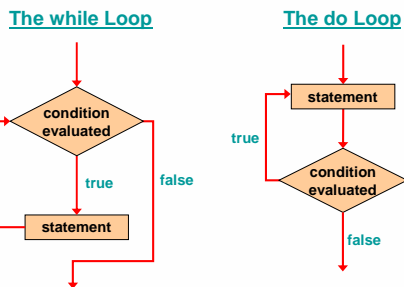 The while Loop
condition
evaluated
true
false
statement
The do Loop
statement
true
condition
evaluated
false